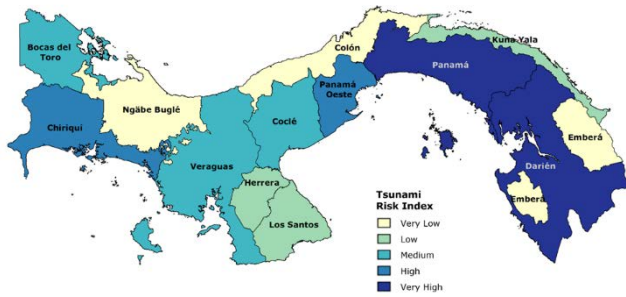 Bocas del
Toro
Colón
Kuna Yala
Panamá
Panamá
Oeste
Ngäbe Buglé
Chiriquí
Coclé
Emberá
Veraguas
Darién
Herrera
Emberá
Los Santos
Tsunami
Risk Index
Very Low
Low
Medium
High
Very High